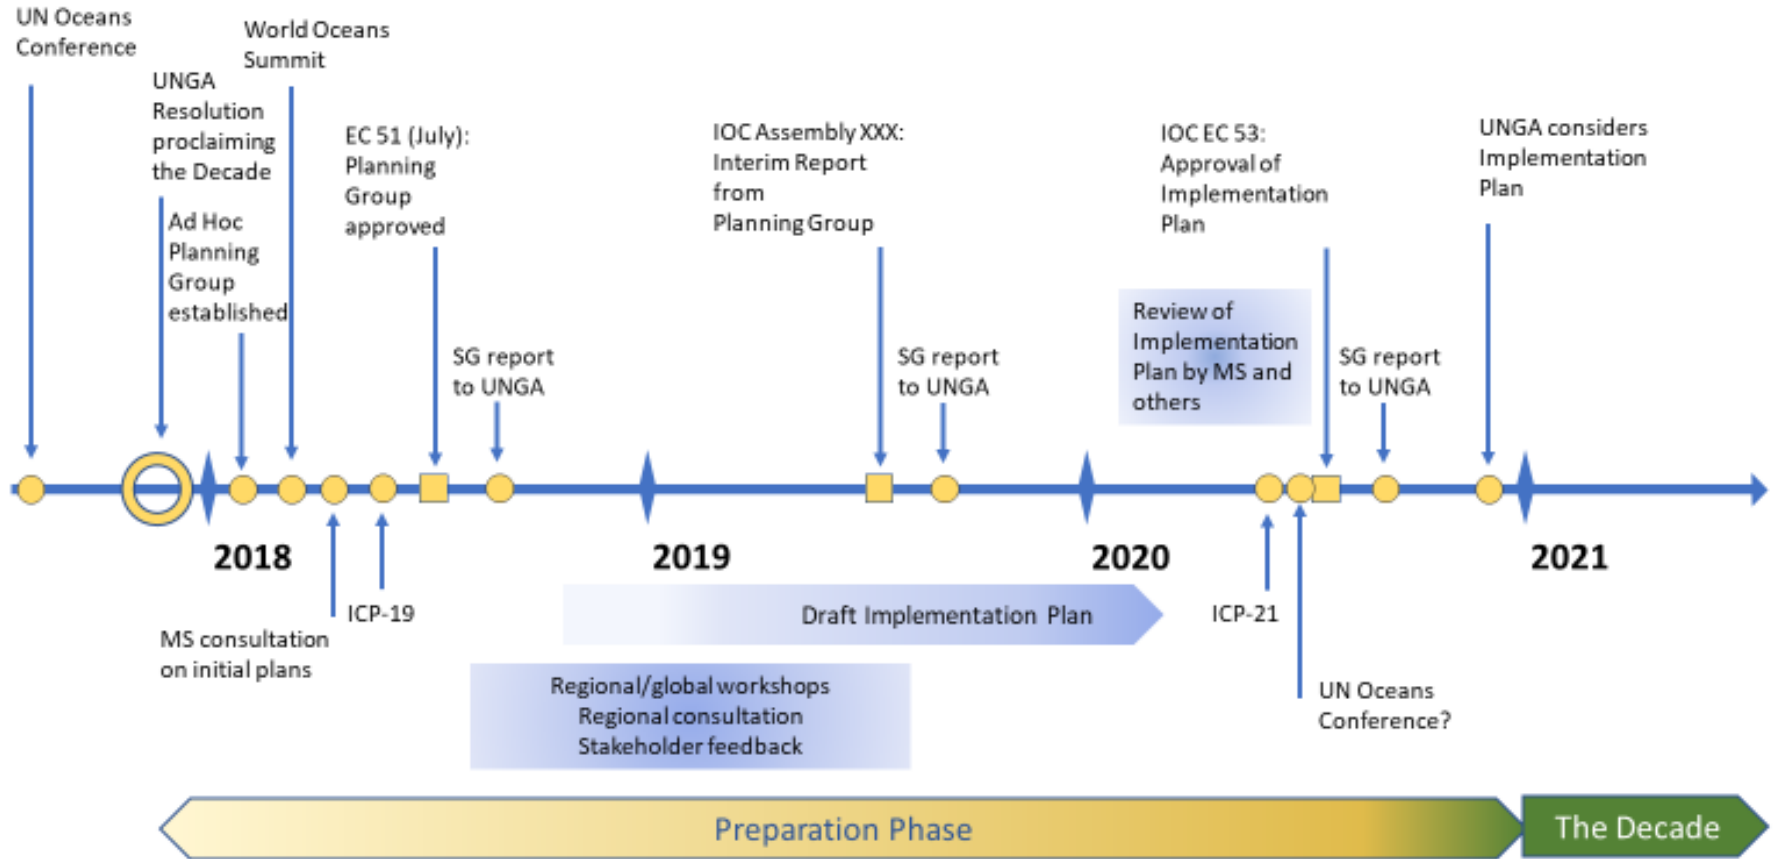 UN Oceans
Conference
UNGA
Resolution
proclaiming
the Decade
Ad Hoc
Planning
Group
established
World Oceans
Summit
EC 51 (July):
Planning
Group
approved
SG report
to UNGA
IOC Assembly XXX:
Interim Report
from
Planning Group
SG report
to UNGA
IOC EC 53:
Approval of
Implementation
Plan
Review of
Implementation
Plan by MS and
others
SG report
to UNGA
UNGA considers
Implementation
Plan
2018
2019
2020
2021
MS consultation
on initial plans
ICP-19
Draft Implementation Plan
ICP-21
Regional/global workshops
Regional consultation
Stakeholder feedback
UN Oceans
Conference?
Preparation Phase
The Decade